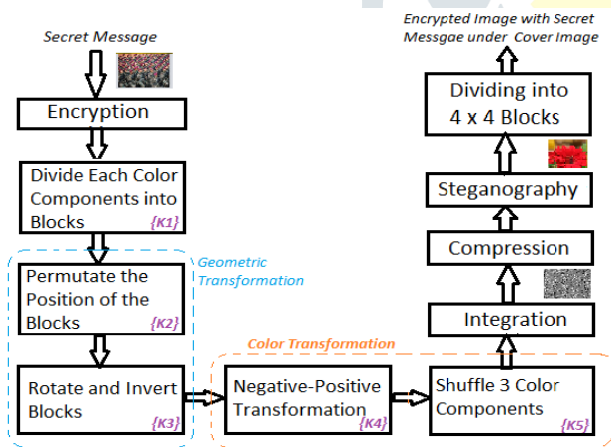 Secret Message
Encryption
Divide Each Color
Components into
Blocks {K1}
Geometric
Transformation
Permutate the
Position of the
Blocks {K2}
Rotate and Invert
Blocks {K3}
Color Transformation
Negative-Positive
Transformation {K4}
Shuffle 3 Color
Components {K5}
Integration
Compression
Steganography
Dividing into
4 x 4 Blocks
Encrypted Image with Secret
Messgae under Cover Image